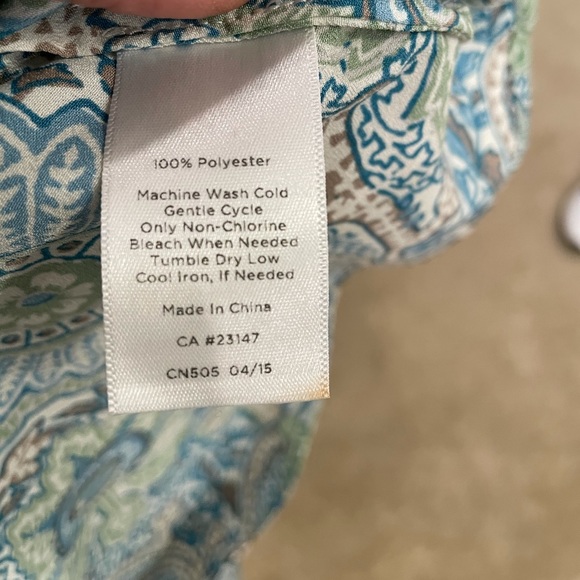 100% Polyester
Machine Wash Cold
Gentle Cycle
Only Non-Chlorine
Bleach When Needed
Tumble Dry Low
Cool Iron, If Needed
Made In China
CA #23147
CN505 04/15